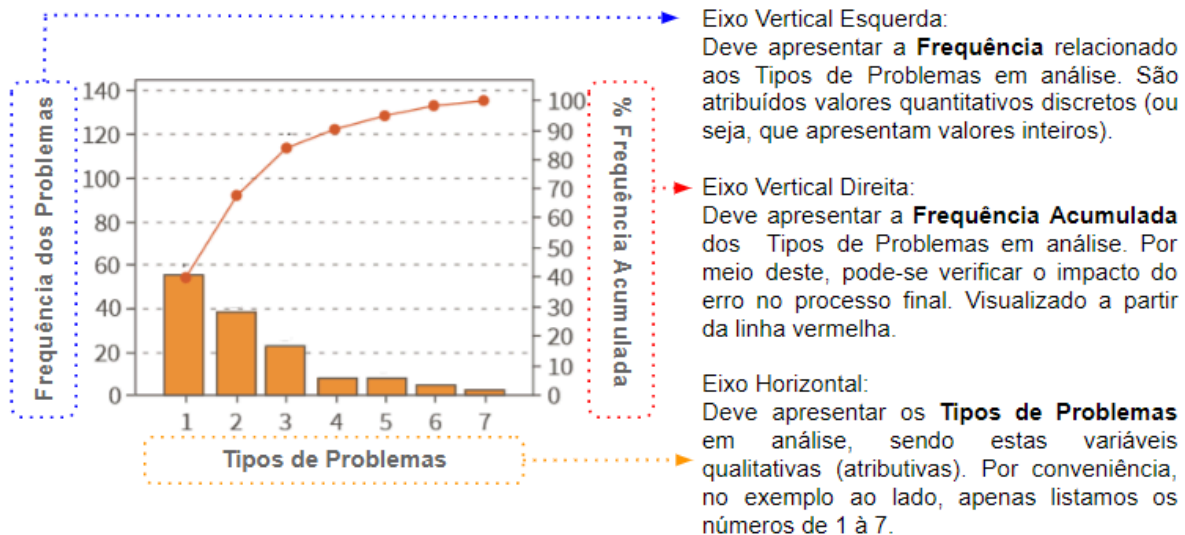 Eixo Vertical Esquerda:
Deve apresentar a Frequência relacionado
aos Tipos de Problemas em análise. São
atribuídos valores quantitativos discretos (ou
seja, que apresentam valores inteiros).
Eixo Vertical Direita:
Deve apresentar a Frequência Acumulada
dos Tipos de Problemas em análise. Por
meio deste, pode-se verificar o impacto do
erro no processo final. Visualizado a partir
da linha vermelha.
Eixo Horizontal:
Deve apresentar os Tipos de Problemas
em análise, sendo estas variáveis
qualitativas (atributivas). Por conveniência,
no exemplo ao lado, apenas listamos os
números de 1 à 7.
Frequência dos Problemas
140
120
100
80
60
40
20
0
100
90
80
70
60
50
40
30
20
10
0
% Frequência Acumulada
1 2 3 4 5 6 7
Tipos de Problemas